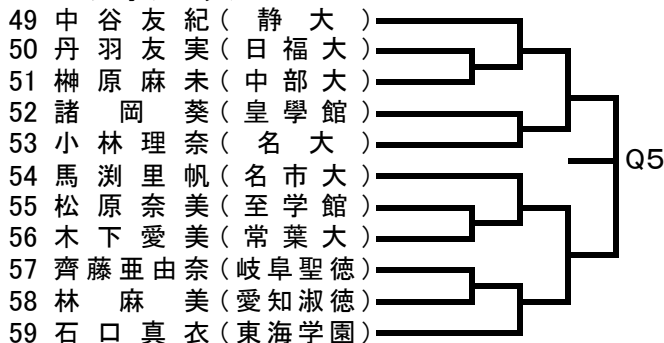 49 中谷友紀(静大)
50 丹羽友実(日福大)
51 榊原麻未(中部大)
52 諸岡葵(皇學館)
53 小林理奈(名大)
54 馬渕里帆(名市大)
55 松原奈美(至学館)
56 木下愛美(常葉大)
57 齊藤亜由奈(岐阜聖徳)
58 林麻美(愛知淑徳)
59 石口真衣(東海学園)
Q5